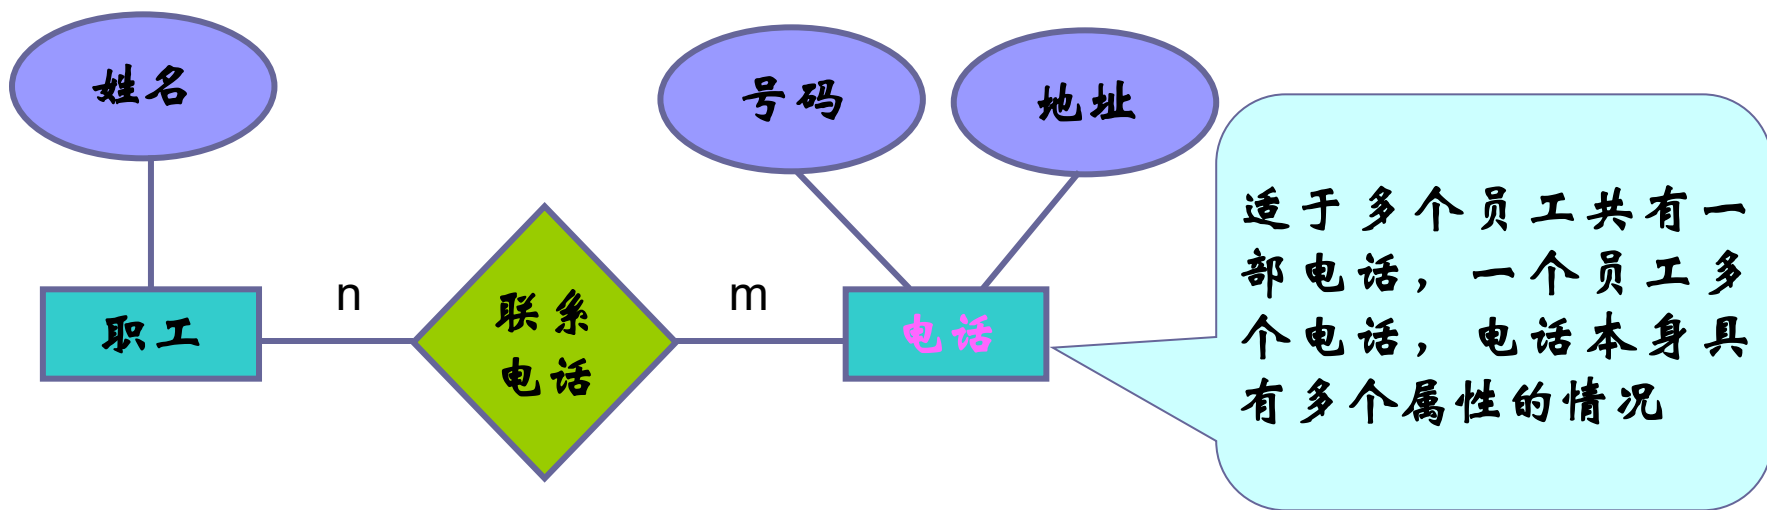 姓名
号码
地址
职工
n
联系
电话
m
电话
适于多个员工共有一
部电话，一个员工多
个电话，电话本身具
有多个属性的情况